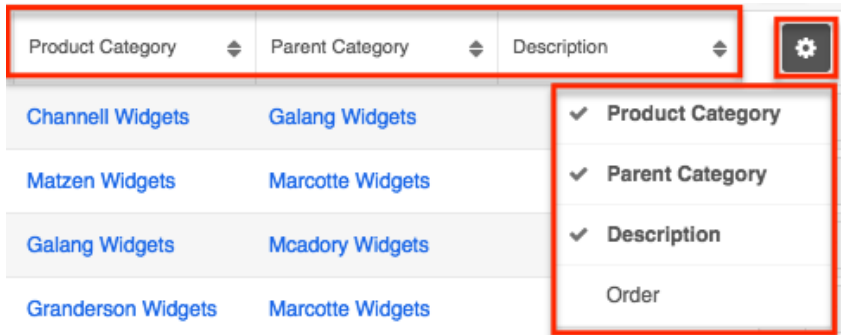 Product Category Parent Category Description
Channell Widgets Galang Widgets Product Category
Matzen Widgets Marcotte Widgets Parent Category
Galang Widgets Mcadory Widgets Description
Granderson Widgets Marcotte Widgets Order